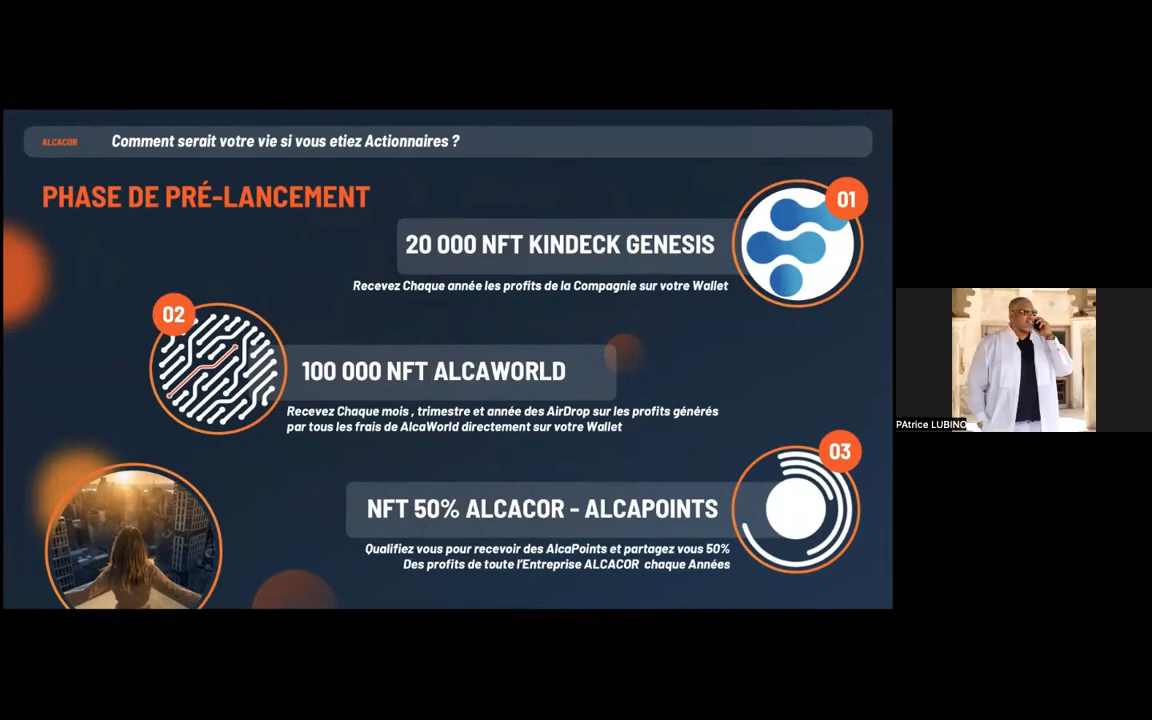 ALCACOR Comment serait votre vie si vous etiez Actionnaires ?
PHASE DE PRÉ-LANCEMENT
01
20 000 NFT KINDECK GENESIS
Recevez Chaque année les profits de la Compagnie sur votre Wallet
02
100 000 NFT ALCAWORLD
Recevez Chaque mois , trimestre et année des AirDrop sur les profits générés
par tous les frais de AlcaWorld directement sur votre Wallet
03
NFT 50% ALCACOR - ALCAPOINTS
Qualifiez vous pour recevoir des AlcaPoints et partagez vous 50%
Des profits de toute l'Entreprise ALCACOR chaque Années
PAtrice LUBINO